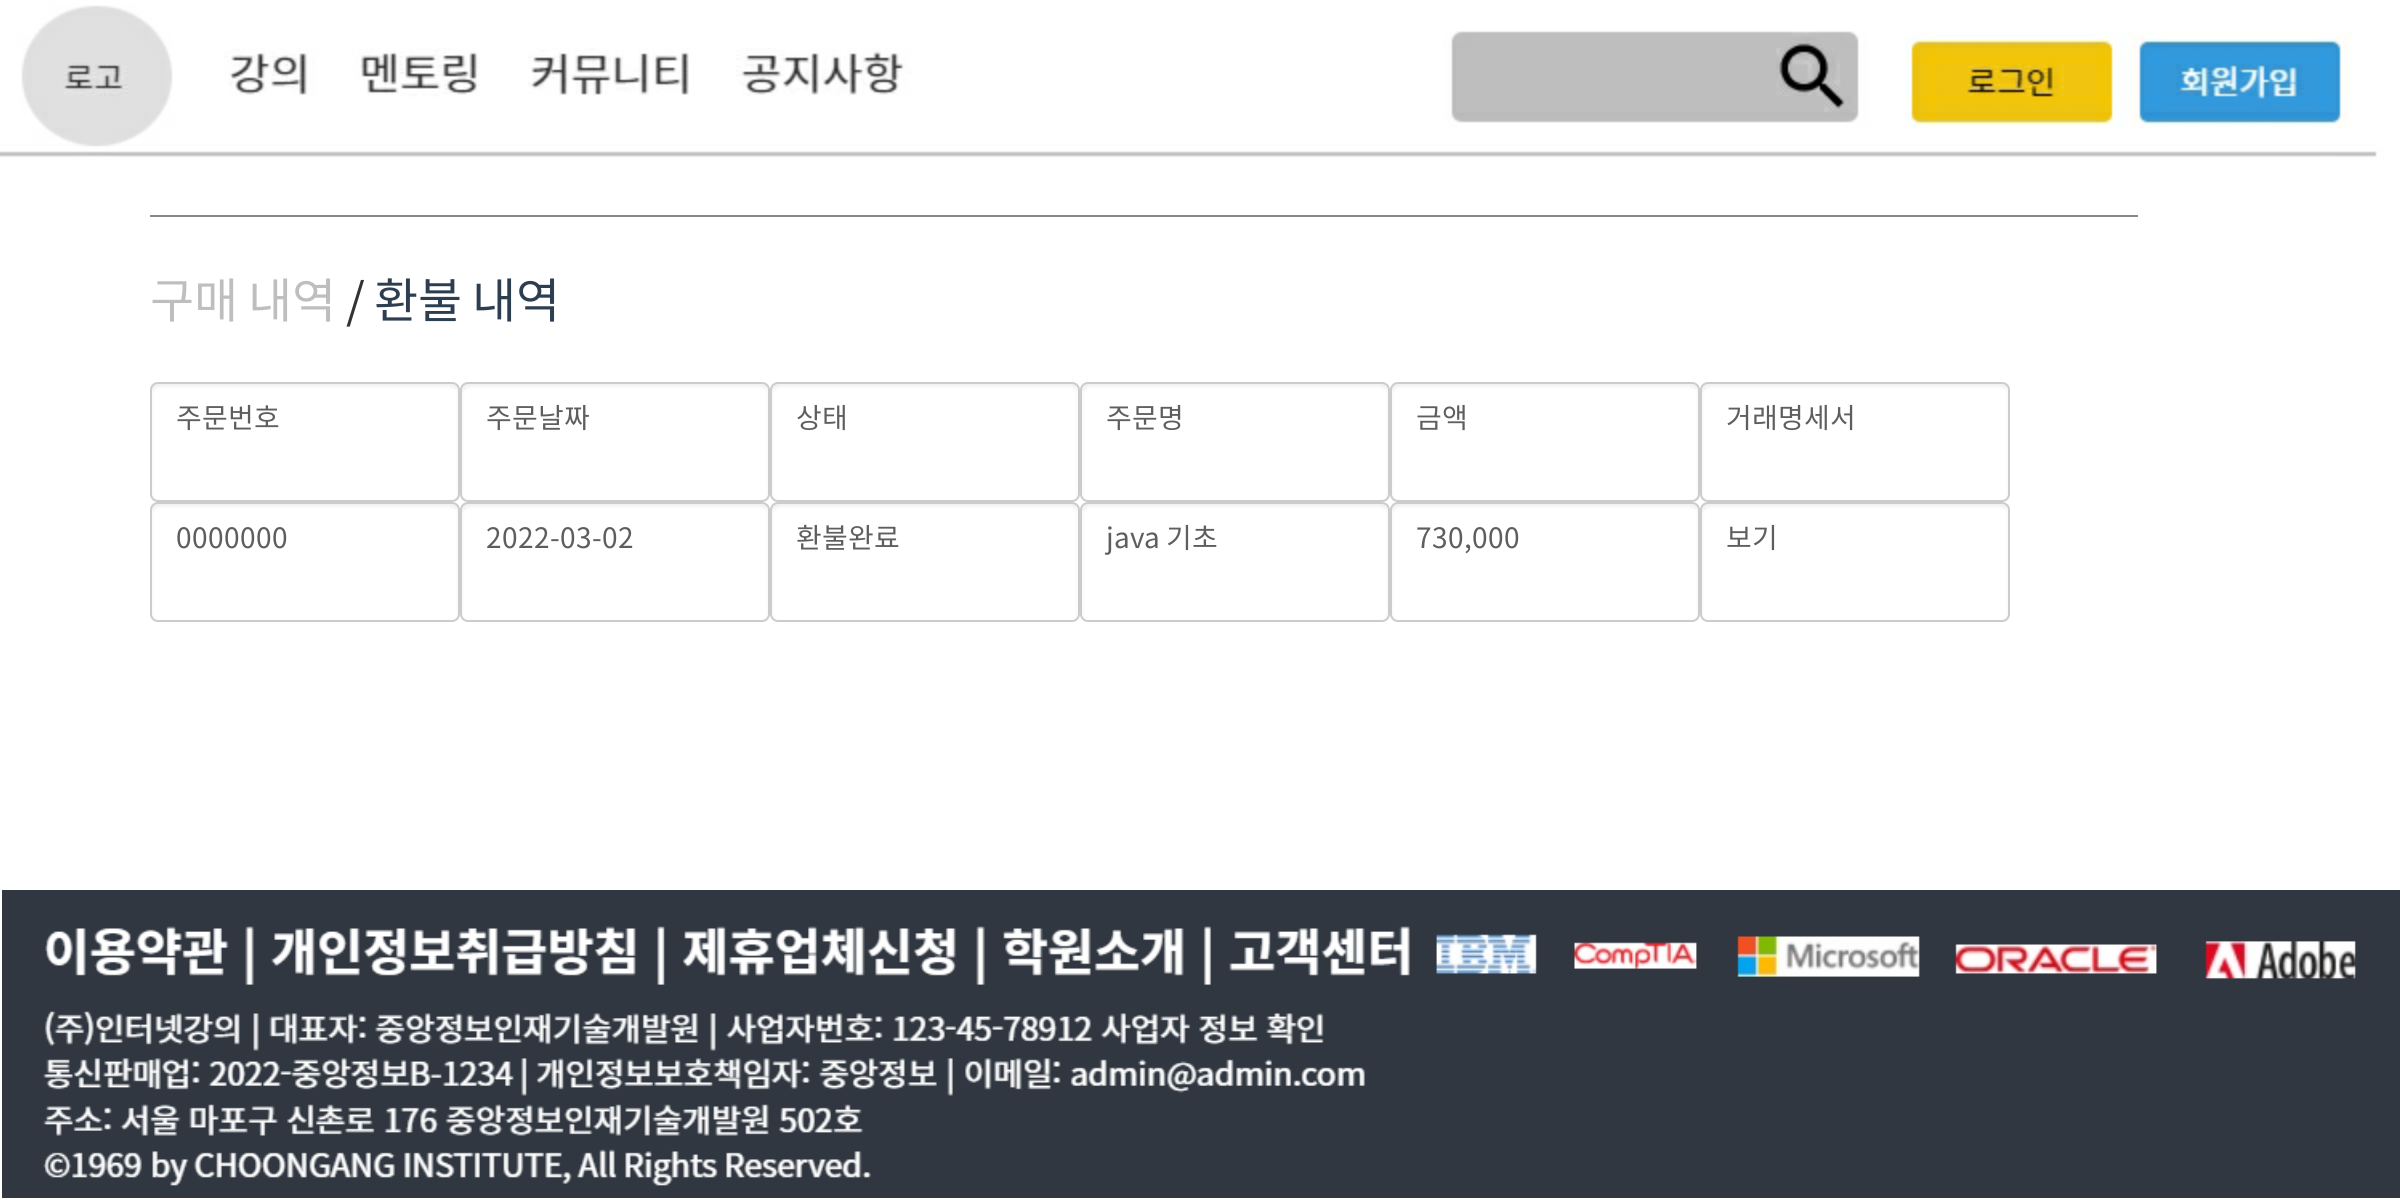 로고 강의 멘토링 커뮤니티 공지사항 로그인 회원가입
구매 내역 / 환불 내역
주문번호 주문날짜 상태 주문명 금액 거래명세서
0000000 2022-03-02 환불완료 java 기초 730,000 보기
이용약관 | 개인정보취급방침 | 제휴업체신청 | 학원소개 | 고객센터 IBM CompTIA Microsoft ORACLE Adobe
(주)인터넷강의 | 대표자: 중앙정보인재기술개발원 | 사업자번호: 123-45-78912 사업자 정보 확인
통신판매업: 2022-중앙정보B-1234 | 개인정보보호책임자: 중앙정보 | 이메일: admin@admin.com
주소: 서울 마포구 신촌로 176 중앙정보인재기술개발원 502호
©1969 by CHOONGANG INSTITUTE, All Rights Reserved.